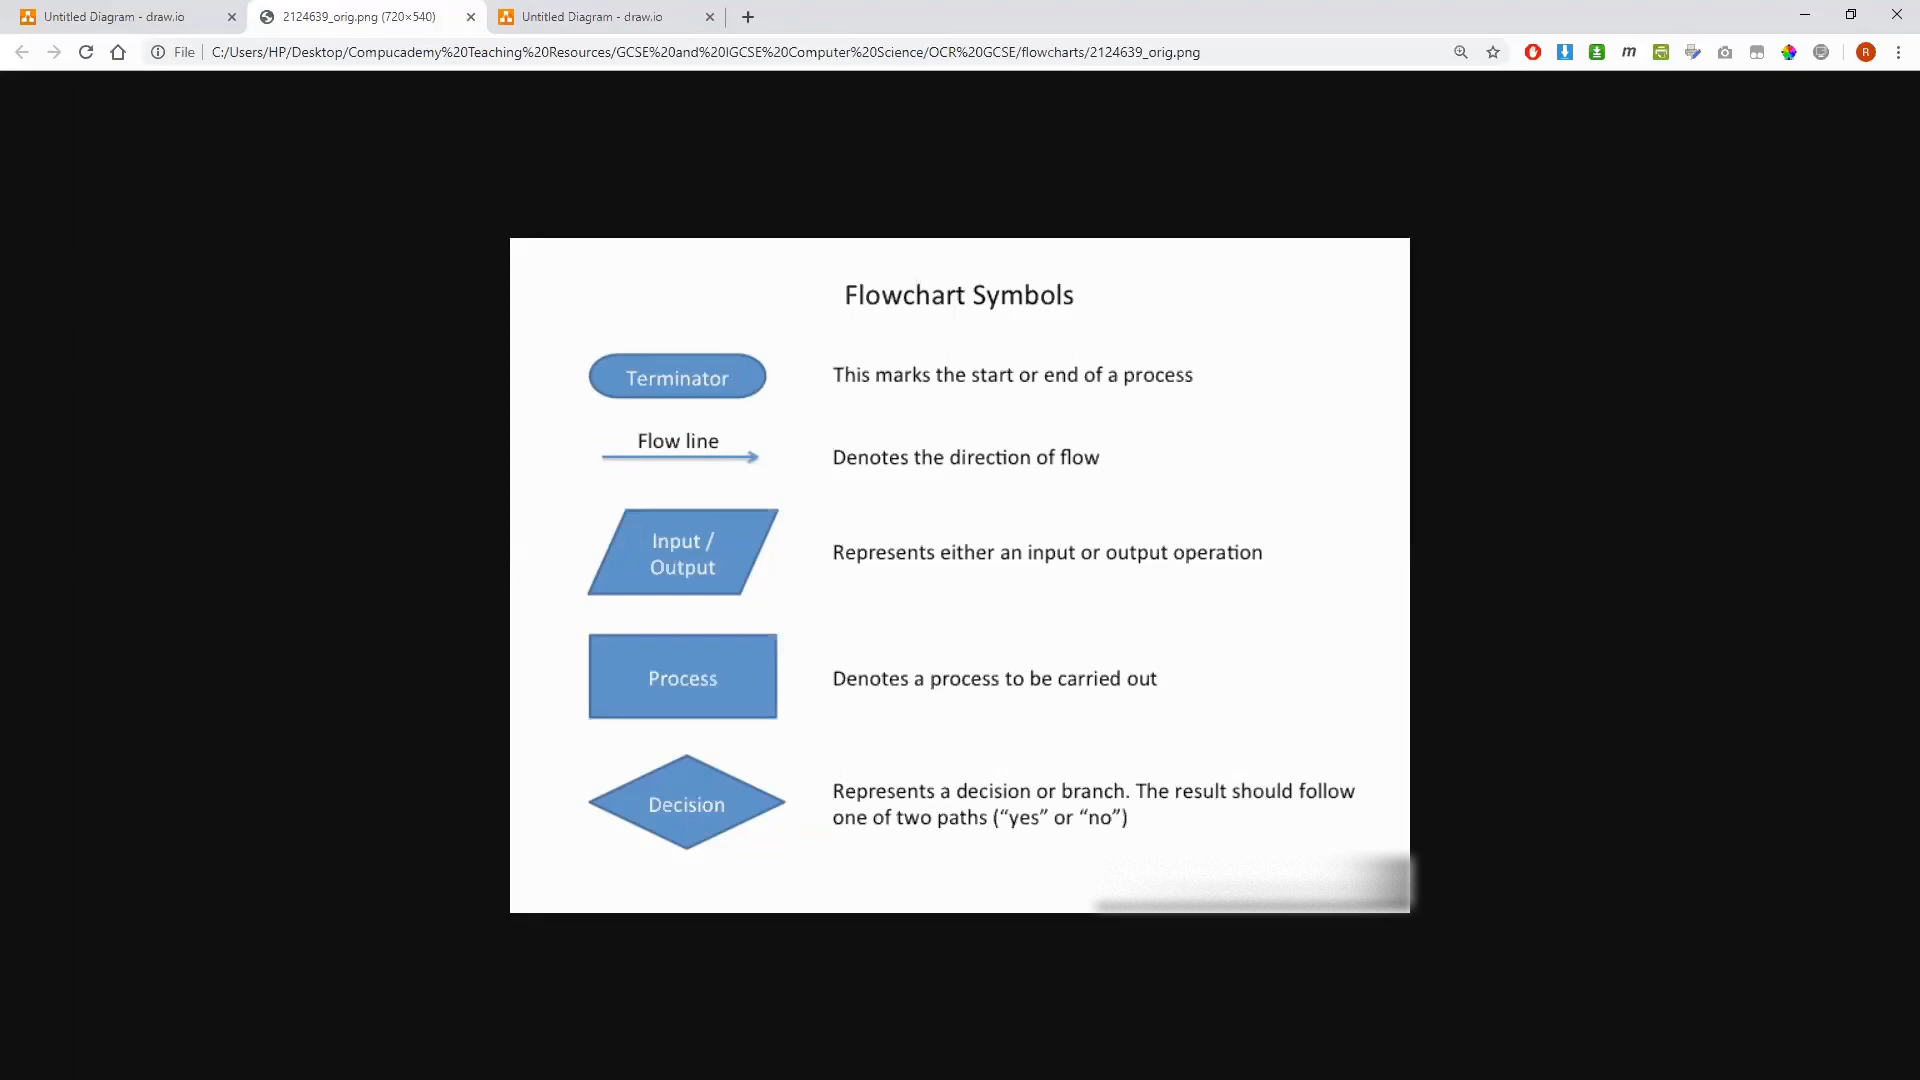 Untitled Diagram - draw.io
2124639_orig.png (720×540)
Untitled Diagram - draw.io
File
C:/Users/HP/Desktop/Compucademy%20Teaching%20Resources/GCSE%20and%20IGCSE%20Computer%20Science/OCR%20GCSE/flowcharts/2124639_orig.png
m
R
Flowchart Symbols
Terminator
This marks the start or end of a process
Flow line
Denotes the direction of flow
Input /
Output
Represents either an input or output operation
Process
Denotes a process to be carried out
Decision
Represents a decision or branch. The result should follow
one of two paths (“yes” or “no”)